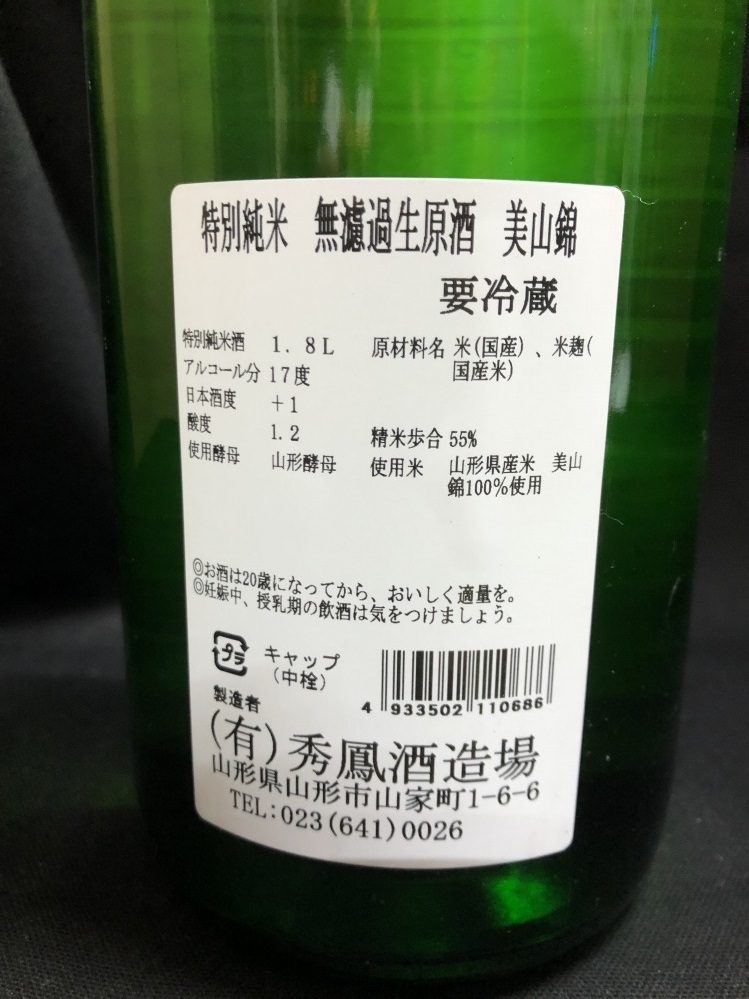 特別純米　無濾過生原酒　美山錦
要冷蔵
特別純米酒　1.8L
アルコール分 17度
日本酒度　+1
酸度　1.2
使用酵母　山形酵母
原材料名 米(国産)、米麹(
国産米)
精米歩合 55%
使用米　山形県産米　美山
錦100%使用
◎お酒は20歳になってから、おいしく適量を。
◎妊娠中、授乳期の飲酒は気をつけましょう。
プラ
キャップ
(中栓)
4 933502 110686
製造者
(有)秀鳳酒造場
山形県山形市山家町1-6-6
TEL:023(641)0026